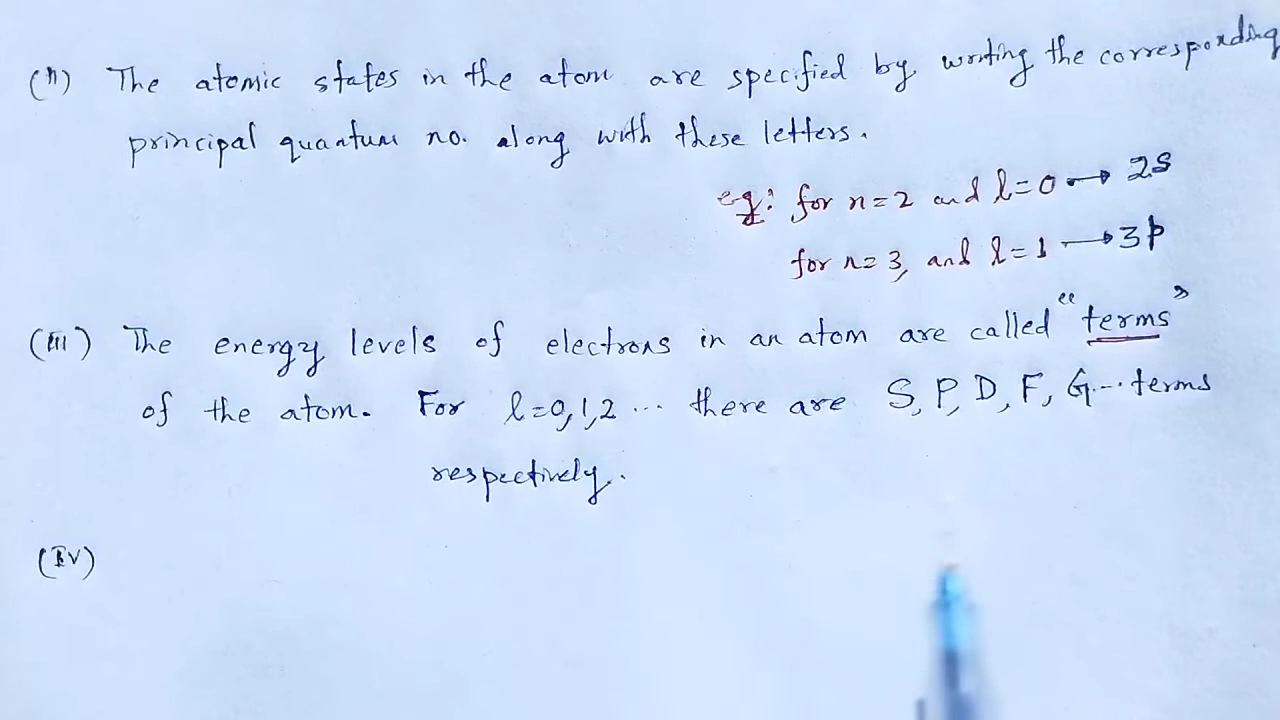 (ii) The atomic states in the atom are specified by writing the corresponding
principal quantum no. along with these letters.
eg: for n=2 and l=0 → 2s
for n=3, and l=1 → 3p
(iii) The energy levels of electrons in an atom are called "terms"
of the atom. For l=0,1,2 ... there are S, P, D, F, G... terms
respectively.
(iv)